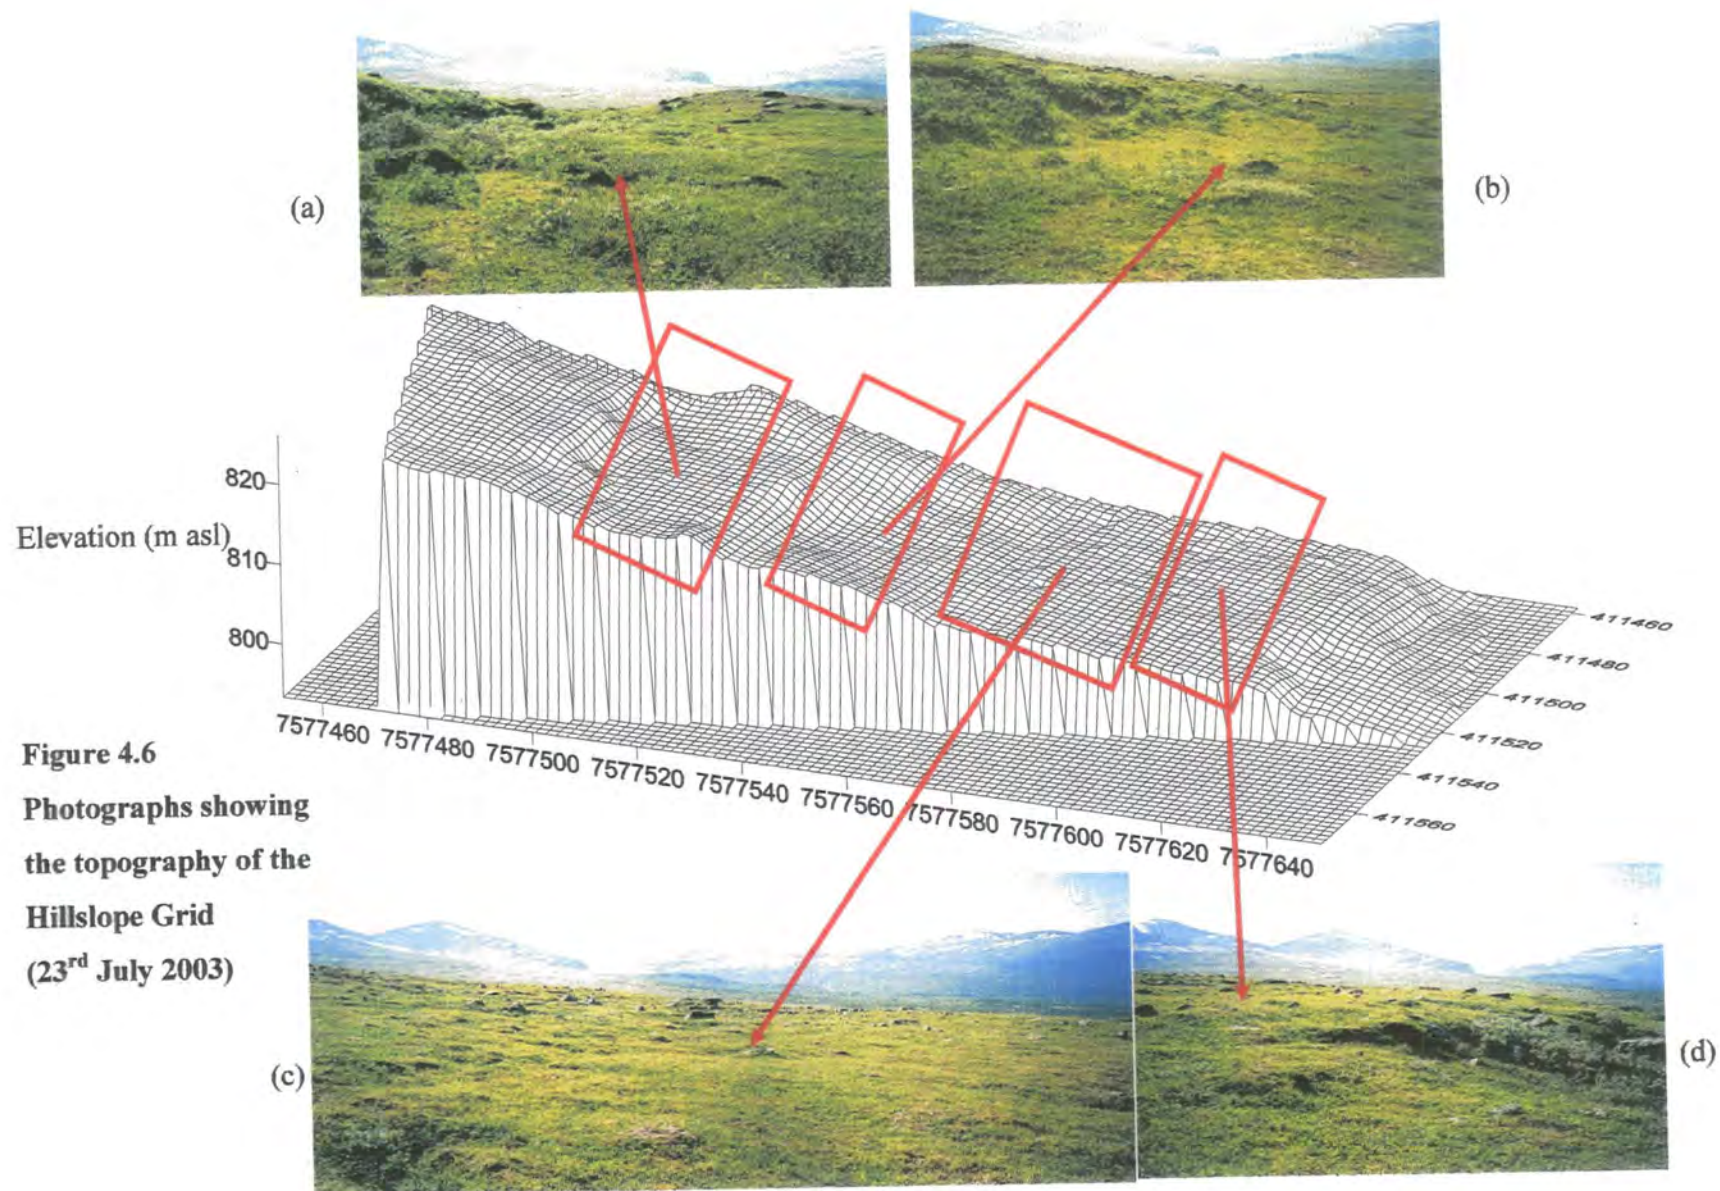 (a)
(b)
820
Elevation (m asl)
810
800
411460
411480
411500
411520
411540
411560
7577460 7577480 7577500 7577520 7577540 7577560 7577580 7577600 7577620 7577640
Figure 4.6
Photographs showing
the topography of the
Hillslope Grid
(23rd July 2003)
(c)
(d)